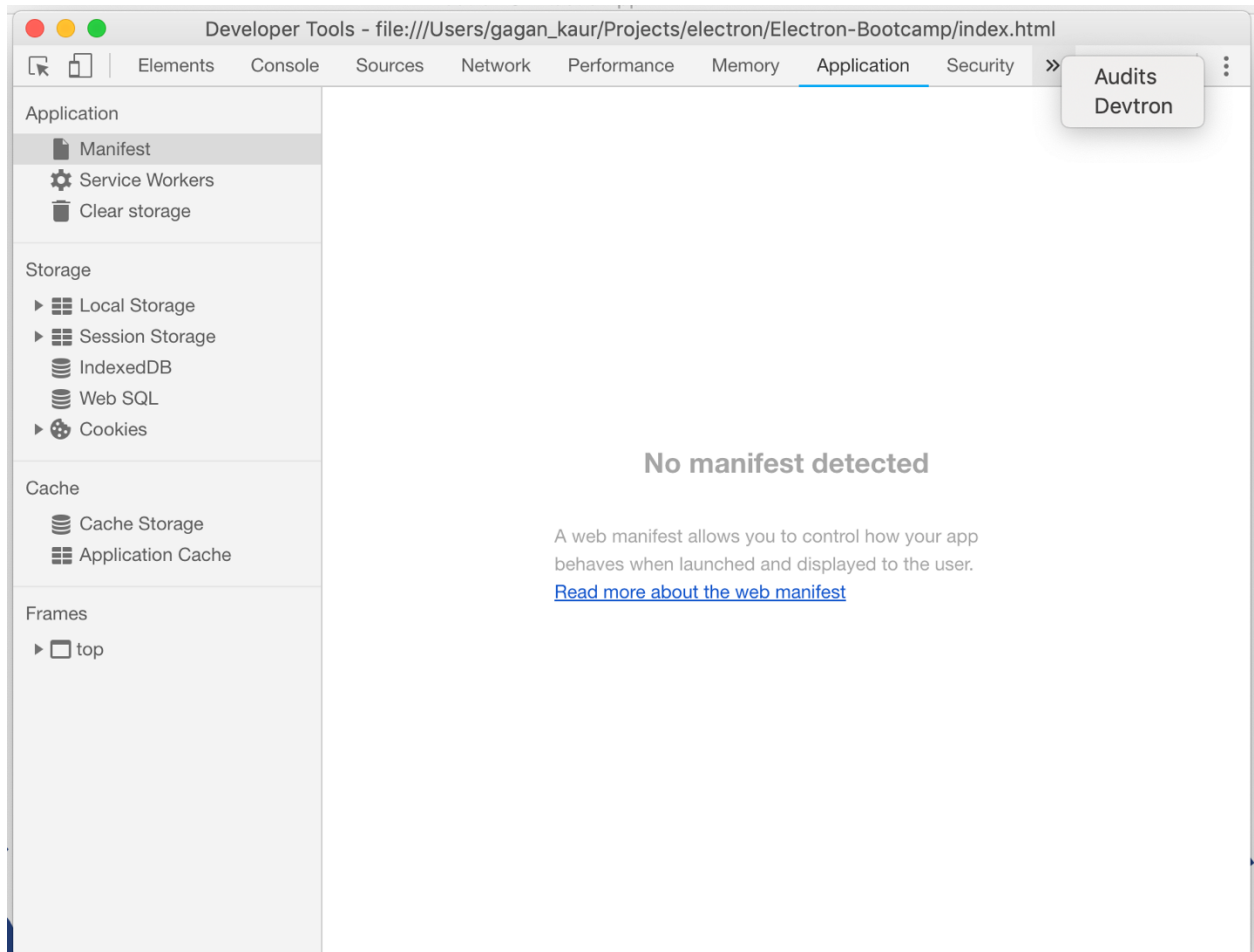 Developer Tools - file:///Users/gagan_kaur/Projects/electron/Electron-Bootcamp/index.html
Elements Console Sources Network Performance Memory Application Security »
Audits
Devtron
Application
Manifest
Service Workers
Clear storage
Storage
Local Storage
Session Storage
IndexedDB
Web SQL
Cookies
Cache
Cache Storage
Application Cache
Frames
top
No manifest detected
A web manifest allows you to control how your app
behaves when launched and displayed to the user.
Read more about the web manifest